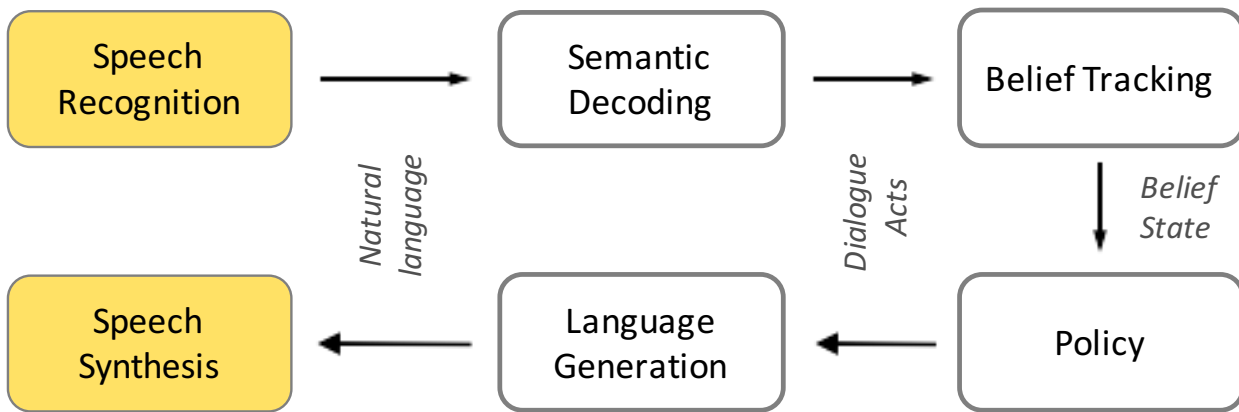 Speech
Recognition
Semantic
Decoding
Belief Tracking
Natural
language
Dialogue
Acts
Belief
State
Speech
Synthesis
Language
Generation
Policy